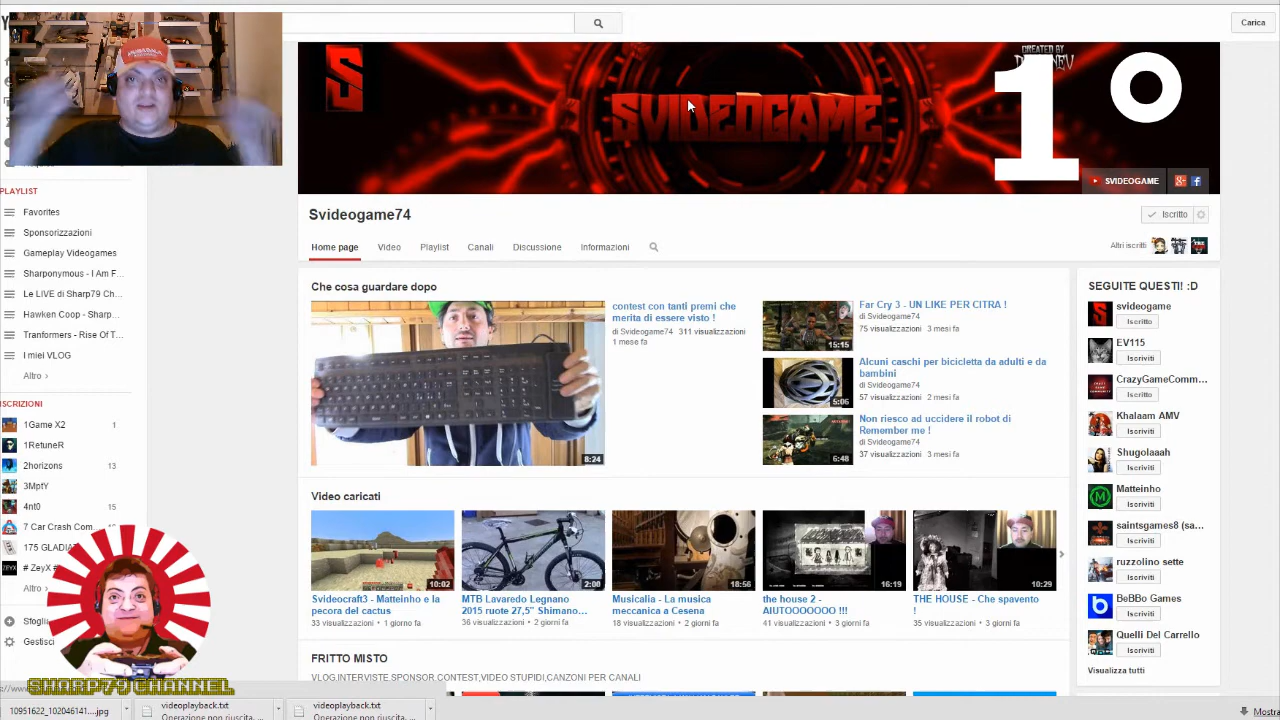 Carica
CREATED BY
1°
S
SVIDEOGAME
SVIDEOGAME
PLAYLIST
Favorites
Sponsorizzazioni
Gameplay Videogames
Sharponymous - I Am F...
Le LIVE di Sharp79 Ch...
Hawken Coop - Sharp...
Tranformers - Rise Of T...
I miei VLOG
Altro ›
ISCRIZIONI
1Game X2 1
1RetuneR
2horizons 13
3MptY
4nt0 15
7 Car Crash Com...
175 GLADIA
# ZeyX #
Altro ›
Sfoglia
Gestisci
SHARP79 CHANNEL
Svideogame74
Iscritto
Home page Video Playlist Canali Discussione Informazioni
Altri iscritti
Che cosa guardare dopo
8:24
contest con tanti premi che
merita di essere visto !
di Svideogame74 311 visualizzazioni
1 mese fa
15:15
Far Cry 3 - UN LIKE PER CITRA !
di Svideogame74
75 visualizzazioni 3 mesi fa
5:06
Alcuni caschi per bicicletta da adulti e da
bambini
di Svideogame74
57 visualizzazioni 2 mesi fa
6:48
Non riesco ad uccidere il robot di
Remember me !
di Svideogame74
37 visualizzazioni 3 mesi fa
Video caricati
10:02
Svideocraft3 - Matteinho e la
pecora del cactus
33 visualizzazioni • 1 giorno fa
2:00
MTB Lavaredo Legnano
2015 ruote 27,5" Shimano...
36 visualizzazioni • 2 giorni fa
18:56
Musicalia - La musica
meccanica a Cesena
18 visualizzazioni • 2 giorni fa
16:19
the house 2 -
AIUTOOOOOOO !!!
41 visualizzazioni • 3 giorni fa
10:29
THE HOUSE - Che spavento
!
35 visualizzazioni • 3 giorni fa
FRITTO MISTO
VLOG,INTERVISTE SPONSOR,CONTEST,VIDEO STUPIDI,CANZONI PER CANALI
SEGUITE QUESTI! :D
svideogame
Iscritto
EV115
Iscriviti
CrazyGameComm...
Iscritto
Khalaam AMV
Iscriviti
Shugolaaah
Iscriviti
Matteinho
Iscriviti
saintsgames8 (sa...
Iscriviti
ruzzolino sette
Iscriviti
BeBBo Games
Iscriviti
Quelli Del Carrello
Iscriviti
Visualizza tutti
10951622_102046141....jpg
videoplayback.txt
Operazione non riuscita...
videoplayback.txt
Operazione non riuscita...
Mostra